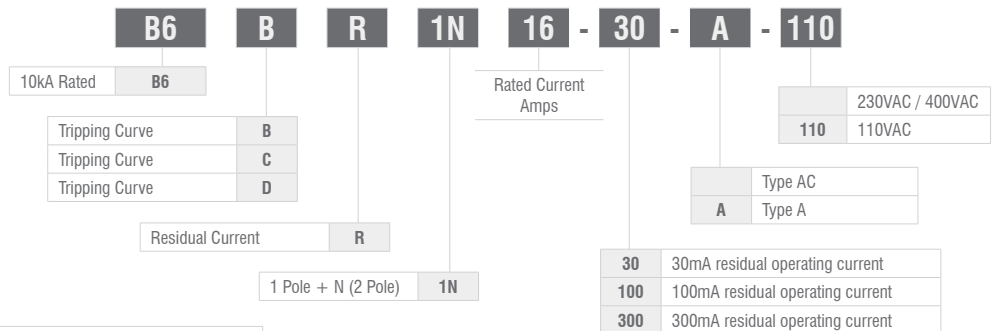 B6 B R 1N 16 - 30 - A - 110
10kA Rated B6
Rated Current
Amps
230VAC / 400VAC
110 110VAC
Tripping Curve B
Tripping Curve C
Tripping Curve D
Type AC
A Type A
Residual Current R
30 30mA residual operating current
100 100mA residual operating current
300 300mA residual operating current
1 Pole + N (2 Pole) 1N